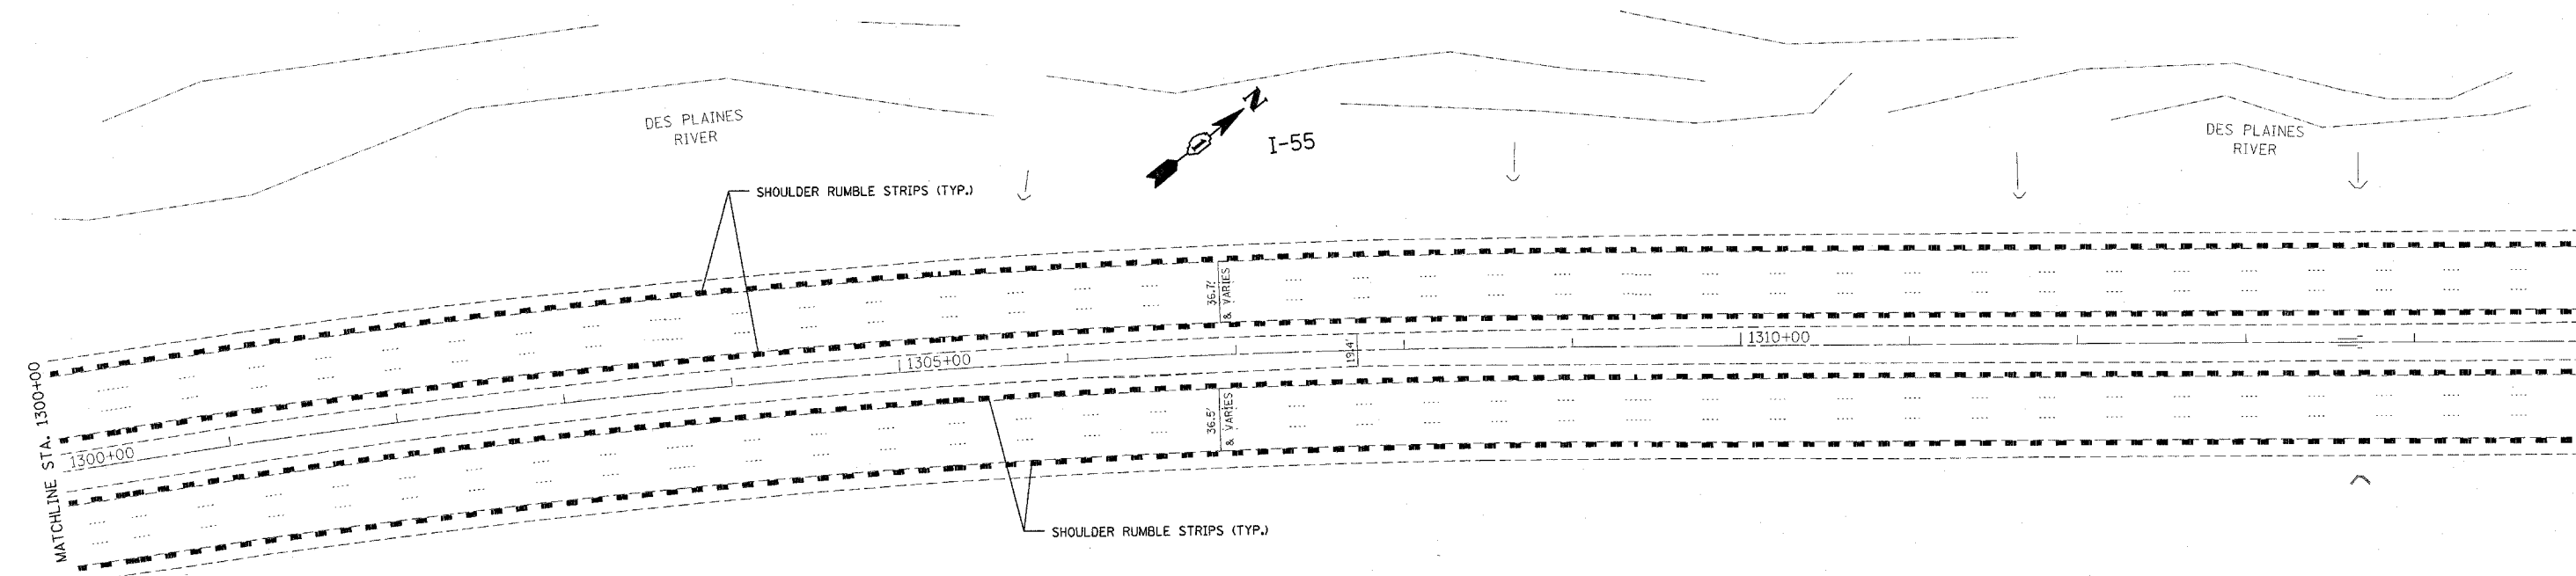 DES PLAINES
RIVER
N
1
I-55
DES PLAINES
RIVER
SHOULDER RUMBLE STRIPS (TYP.)
36.7'
& VARIES
1310+00
19.4'
1305+00
MATCHLINE STA. 1300+00
1300+00
36.5'
& VARIES
SHOULDER RUMBLE STRIPS (TYP.)